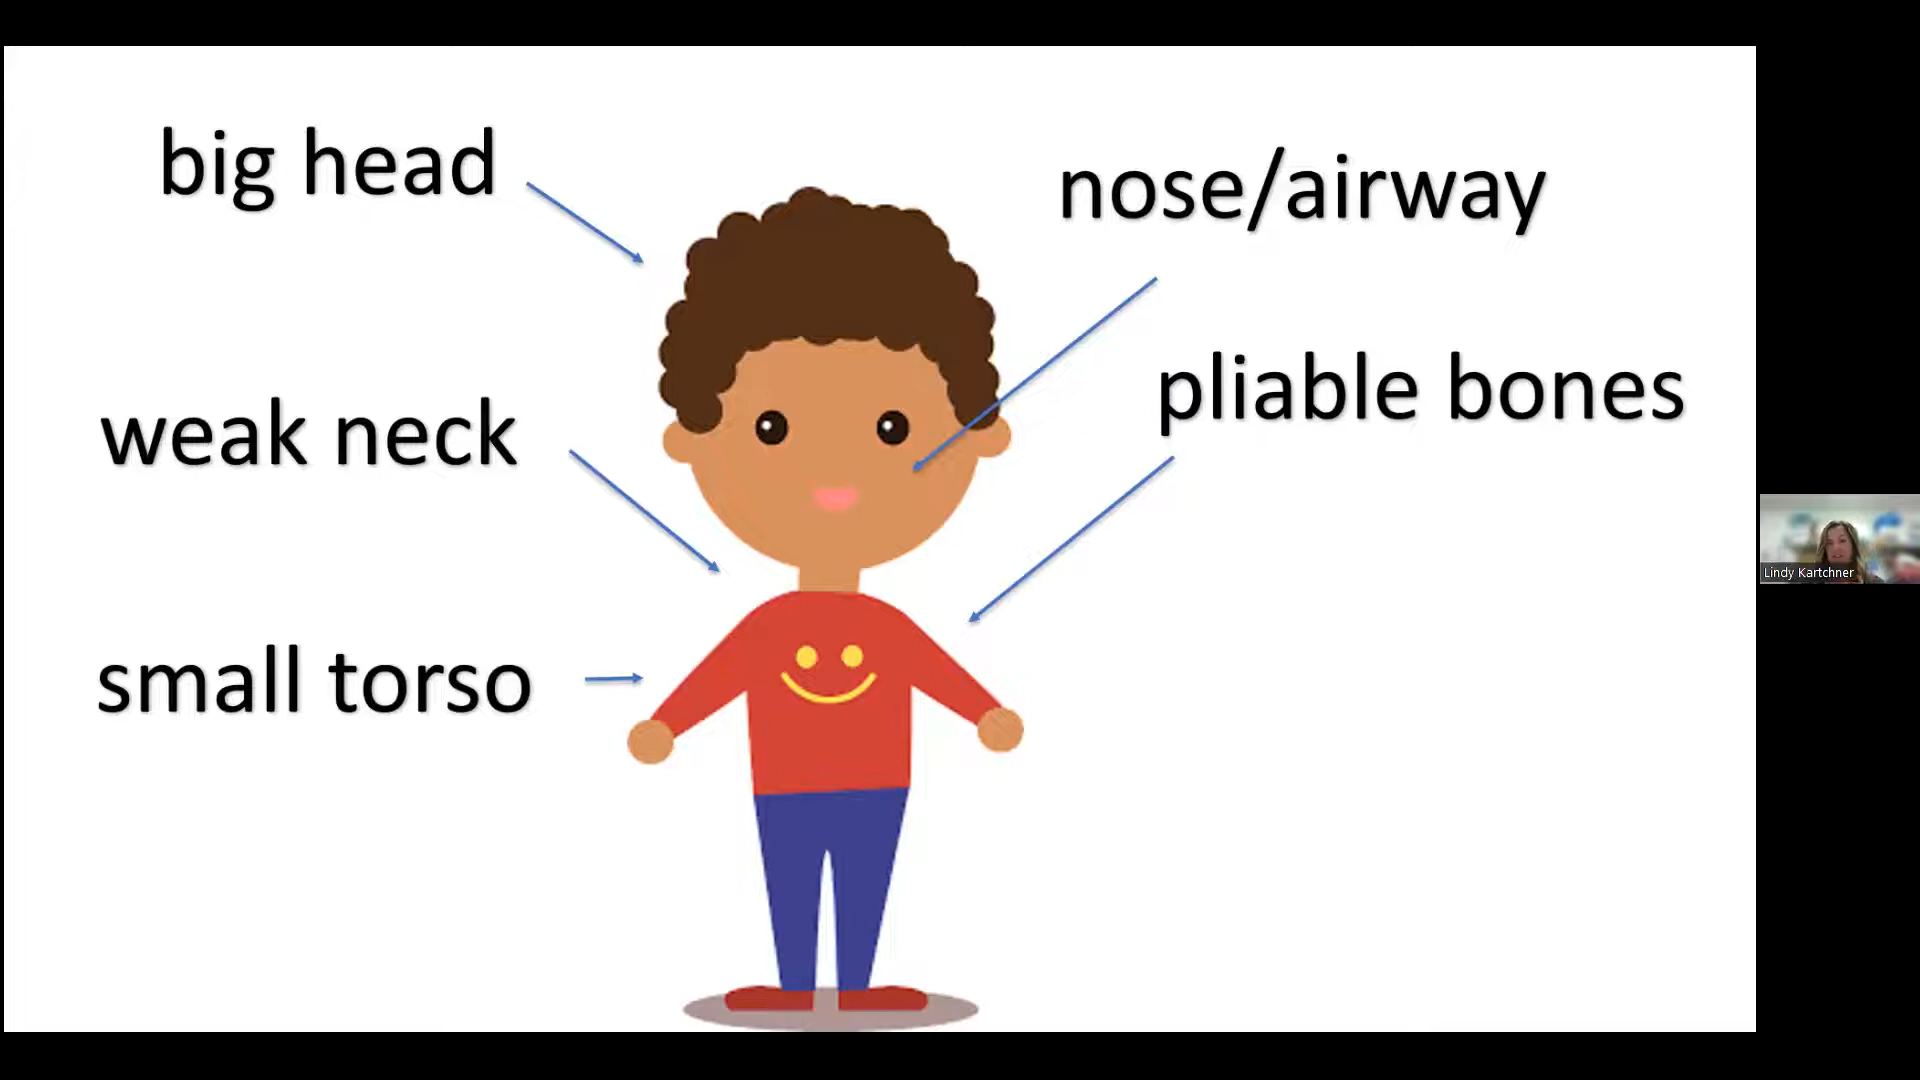 big head
nose/airway
pliable bones
weak neck
small torso
Lindy Kartchner